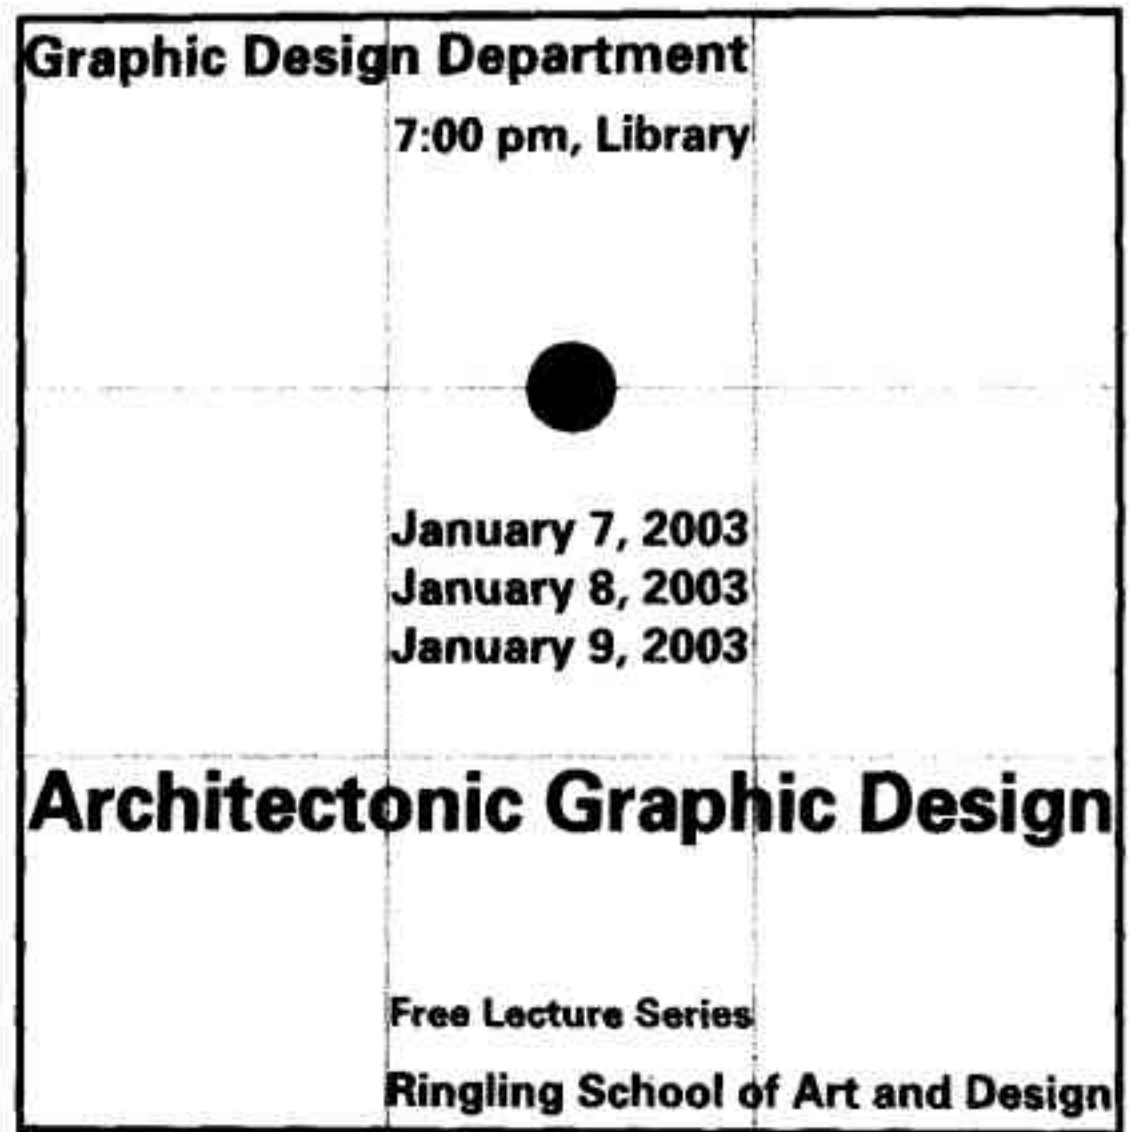 Graphic Design Department
7:00 pm, Library
January 7, 2003
January 8, 2003
January 9, 2003
Architectonic Graphic Design
Free Lecture Series
Ringling School of Art and Design